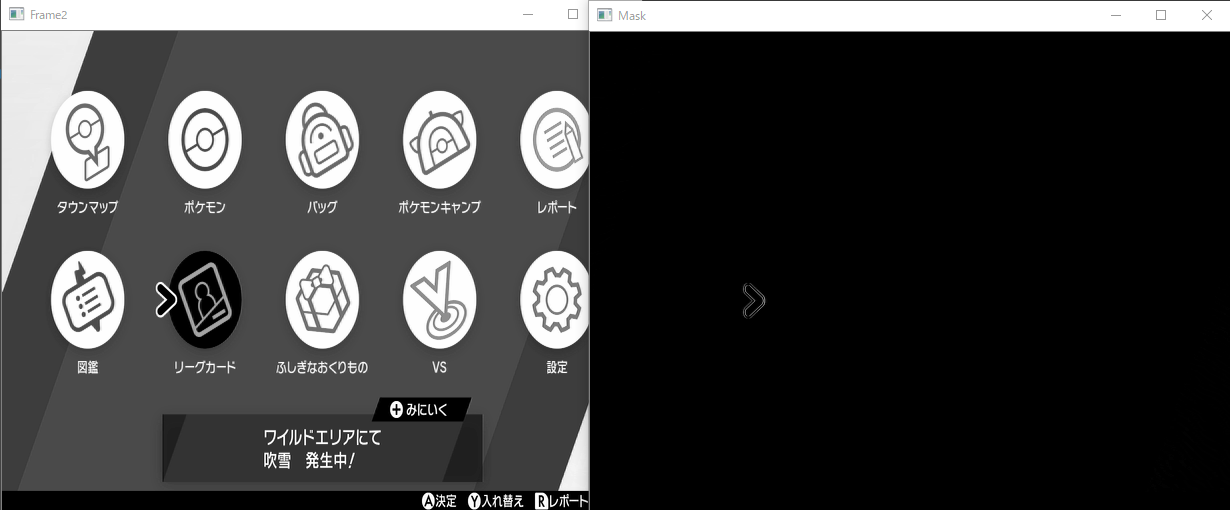 Frame2
Mask
タウンマップ
ポケモン
バッグ
ポケモンキャンプ
レポート
図鑑
リーグカード
ふしぎなおくりもの
VS
設定
+みにいく
ワイルドエリアにて
吹雪　発生中!
A決定 Y入れ替え Rレポート